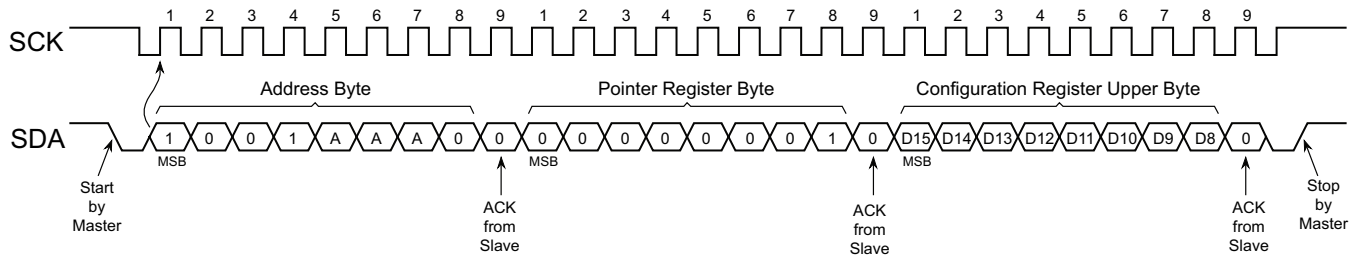 1 2 3 4 5 6 7 8 9 1 2 3 4 5 6 7 8 9 1 2 3 4 5 6 7 8 9
SCK
Address Byte Pointer Register Byte Configuration Register Upper Byte
SDA 1 0 0 1 A A A 0 0 0 0 0 0 0 0 0 1 0 D15 D14 D13 D12 D11 D10 D9 D8 0
MSB MSB MSB
Start
by
Master
ACK
from
Slave
ACK
from
Slave
ACK
from
Slave
Stop
by
Master